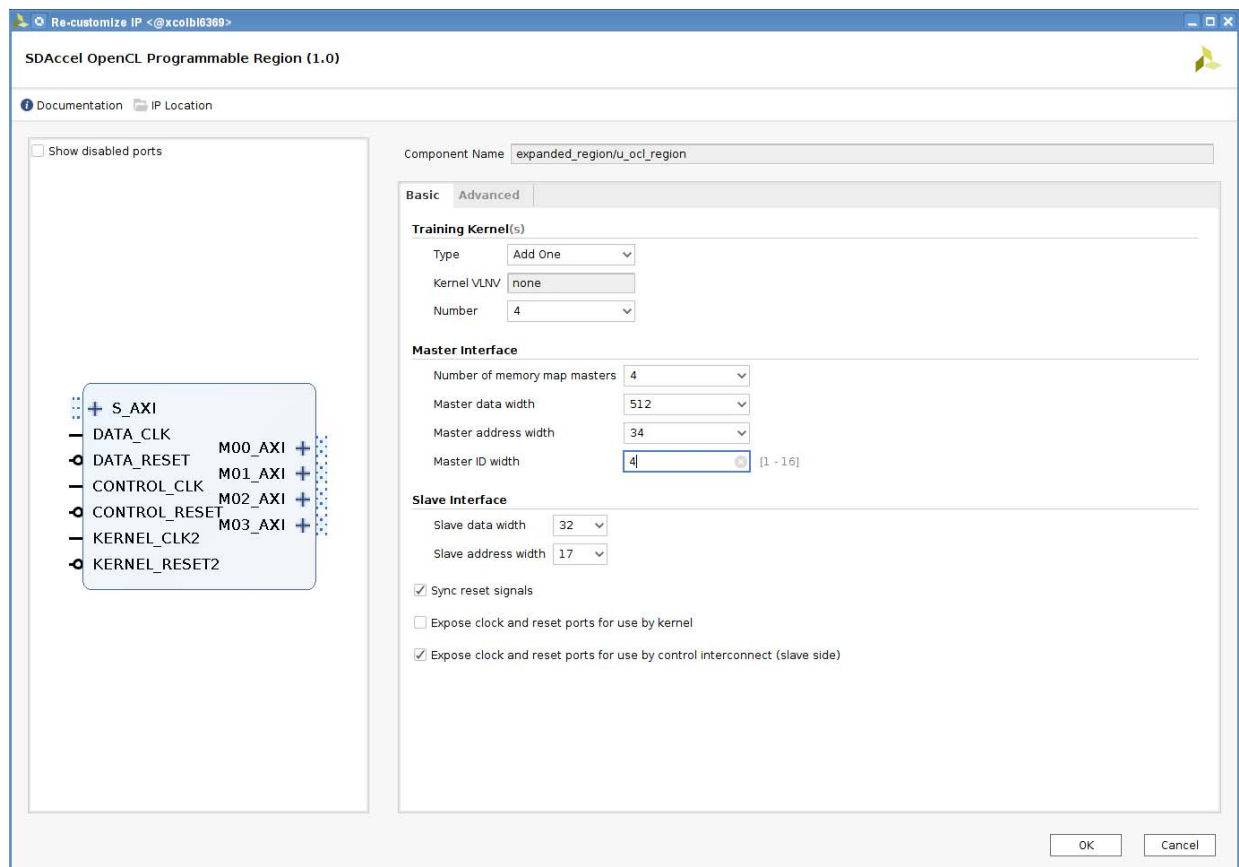 Re-customize IP <@xcolbl6369>
SDAccel OpenCL Programmable Region (1.0)
Documentation IP Location
Show disabled ports
S_AXI
DATA_CLK
DATA_RESET
CONTROL_CLK
CONTROL_RESET
KERNEL_CLK2
KERNEL_RESET2
M00_AXI
M01_AXI
M02_AXI
M03_AXI
Component Name expanded_region/u_ocl_region
Basic Advanced
Training Kernel(s)
Type Add One
Kernel VLNV none
Number 4
Master Interface
Number of memory map masters 4
Master data width 512
Master address width 34
Master ID width 4 [1 - 16]
Slave Interface
Slave data width 32
Slave address width 17
Sync reset signals
Expose clock and reset ports for use by kernel
Expose clock and reset ports for use by control interconnect (slave side)
OK Cancel